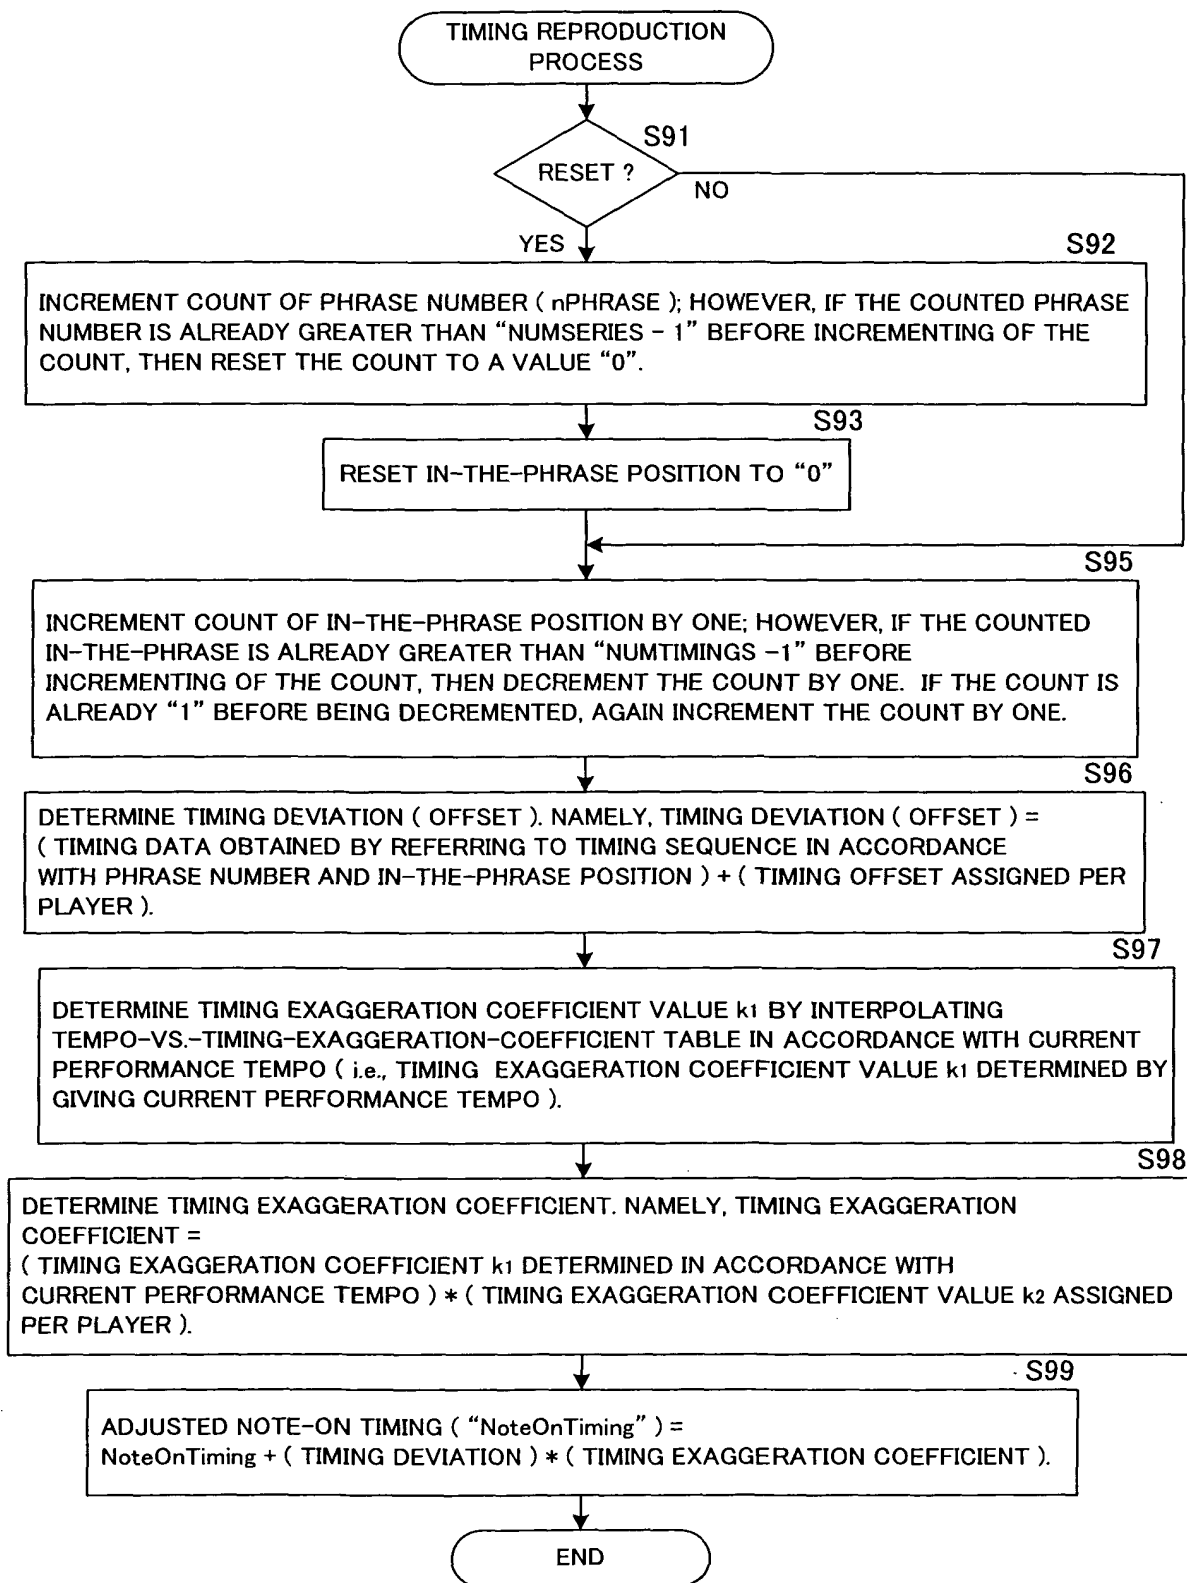 TIMING REPRODUCTION
PROCESS
S91
RESET ?
NO
YES
S92
INCREMENT COUNT OF PHRASE NUMBER ( nPHRASE ); HOWEVER, IF THE COUNTED PHRASE
NUMBER IS ALREADY GREATER THAN “NUMSERIES - 1” BEFORE INCREMENTING OF THE
COUNT, THEN RESET THE COUNT TO A VALUE “0”.
S93
RESET IN-THE-PHRASE POSITION TO “0”
S95
INCREMENT COUNT OF IN-THE-PHRASE POSITION BY ONE; HOWEVER, IF THE COUNTED
IN-THE-PHRASE IS ALREADY GREATER THAN “NUMTIMINGS -1” BEFORE
INCREMENTING OF THE COUNT, THEN DECREMENT THE COUNT BY ONE. IF THE COUNT IS
ALREADY “1” BEFORE BEING DECREMENTED, AGAIN INCREMENT THE COUNT BY ONE.
S96
DETERMINE TIMING DEVIATION ( OFFSET ). NAMELY, TIMING DEVIATION ( OFFSET ) =
( TIMING DATA OBTAINED BY REFERRING TO TIMING SEQUENCE IN ACCORDANCE
WITH PHRASE NUMBER AND IN-THE-PHRASE POSITION ) + ( TIMING OFFSET ASSIGNED PER
PLAYER ).
S97
DETERMINE TIMING EXAGGERATION COEFFICIENT VALUE k1 BY INTERPOLATING
TEMPO-VS.-TIMING-EXAGGERATION-COEFFICIENT TABLE IN ACCORDANCE WITH CURRENT
PERFORMANCE TEMPO ( i.e., TIMING EXAGGERATION COEFFICIENT VALUE k1 DETERMINED BY
GIVING CURRENT PERFORMANCE TEMPO ).
S98
DETERMINE TIMING EXAGGERATION COEFFICIENT. NAMELY, TIMING EXAGGERATION
COEFFICIENT =
( TIMING EXAGGERATION COEFFICIENT k1 DETERMINED IN ACCORDANCE WITH
CURRENT PERFORMANCE TEMPO ) * ( TIMING EXAGGERATION COEFFICIENT VALUE k2 ASSIGNED
PER PLAYER ).
S99
ADJUSTED NOTE-ON TIMING ( “NoteOnTiming” ) =
NoteOnTiming + ( TIMING DEVIATION ) * ( TIMING EXAGGERATION COEFFICIENT ).
END